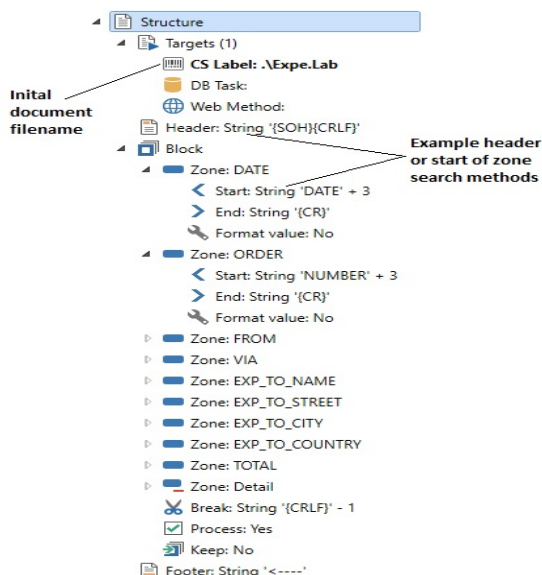 Structure
Targets (1)
CS Label: .\Expe.Lab
DB Task:
Web Method:
Inital
document
filename
Header: String '{SOH}{CRLF}'
Example header
or start of zone
search methods
Block
Zone: DATE
Start: String 'DATE' + 3
End: String '{CR}'
Format value: No
Zone: ORDER
Start: String 'NUMBER' + 3
End: String '{CR}'
Format value: No
Zone: FROM
Zone: VIA
Zone: EXP_TO_NAME
Zone: EXP_TO_STREET
Zone: EXP_TO_CITY
Zone: EXP_TO_COUNTRY
Zone: TOTAL
Zone: Detail
Break: String '{CRLF}' - 1
Process: Yes
Keep: No
Footer: String '<----'